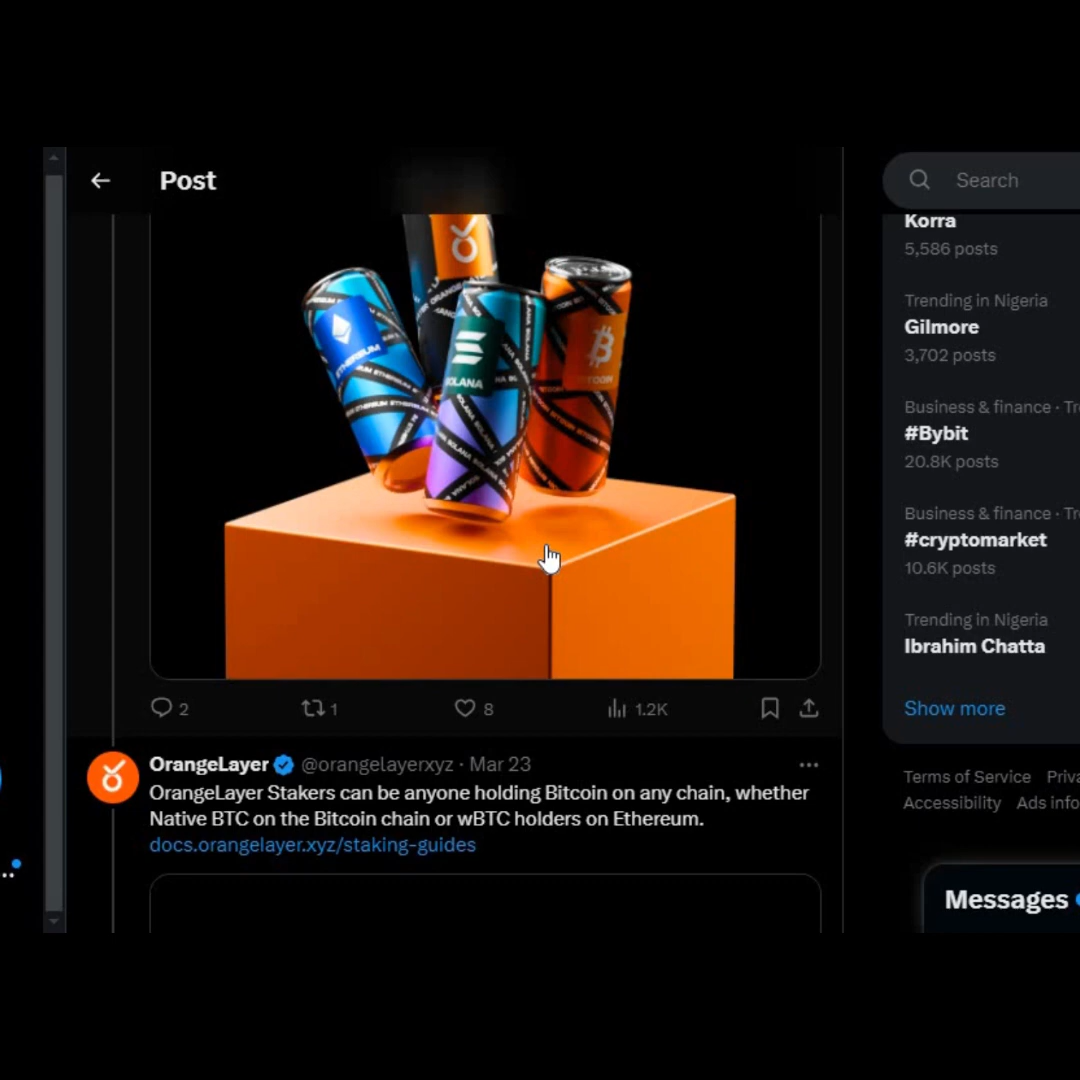 Post
ETHEREUM
SOLANA
2
1
8
1.2K
OrangeLayer @orangelayerxyz · Mar 23
OrangeLayer Stakers can be anyone holding Bitcoin on any chain, whether
Native BTC on the Bitcoin chain or wBTC holders on Ethereum.
docs.orangelayer.xyz/staking-guides
Search
Korra
5,586 posts
Trending in Nigeria
Gilmore
3,702 posts
Business & finance · Tr
#Bybit
20.8K posts
Business & finance · Tr
#cryptomarket
10.6K posts
Trending in Nigeria
Ibrahim Chatta
Show more
Terms of Service Priva
Accessibility Ads info
Messages